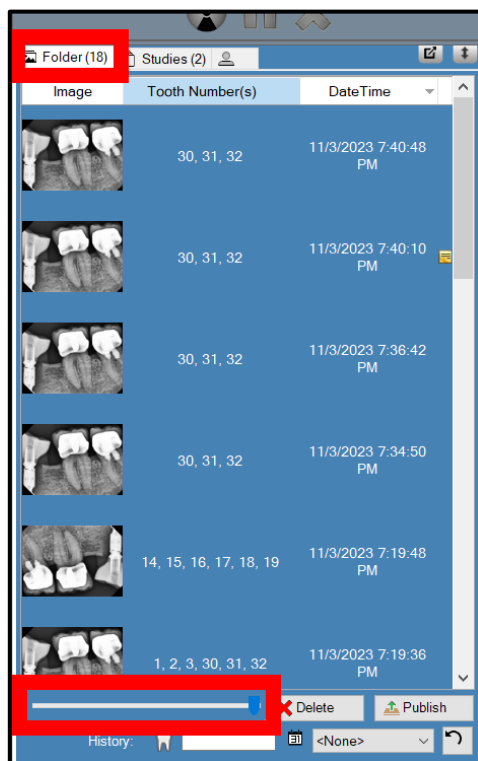 Folder (18)
Studies (2)
Image
Tooth Number(s)
DateTime
30, 31, 32
11/3/2023 7:40:48
PM
30, 31, 32
11/3/2023 7:40:10
PM
30, 31, 32
11/3/2023 7:36:42
PM
30, 31, 32
11/3/2023 7:34:50
PM
14, 15, 16, 17, 18, 19
11/3/2023 7:19:48
PM
1, 2, 3, 30, 31, 32
11/3/2023 7:19:36
PM
Delete
Publish
History:
31
<None>